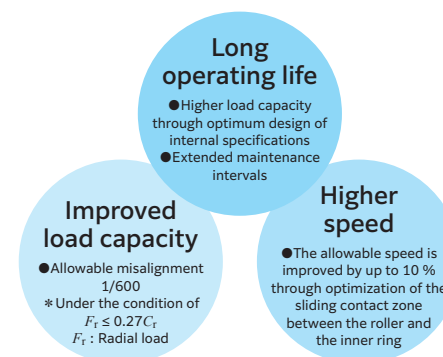 Long
operating life
●Higher load capacity
through optimum design of
internal specifications
●Extended maintenance
intervals
Improved
load capacity
●Allowable misalignment
1/600
＊Under the condition of
Fr ≤ 0.27Cr
Fr : Radial load
Higher
speed
●The allowable speed is
improved by up to 10 %
through optimization of the
sliding contact zone
between the roller and
the inner ring